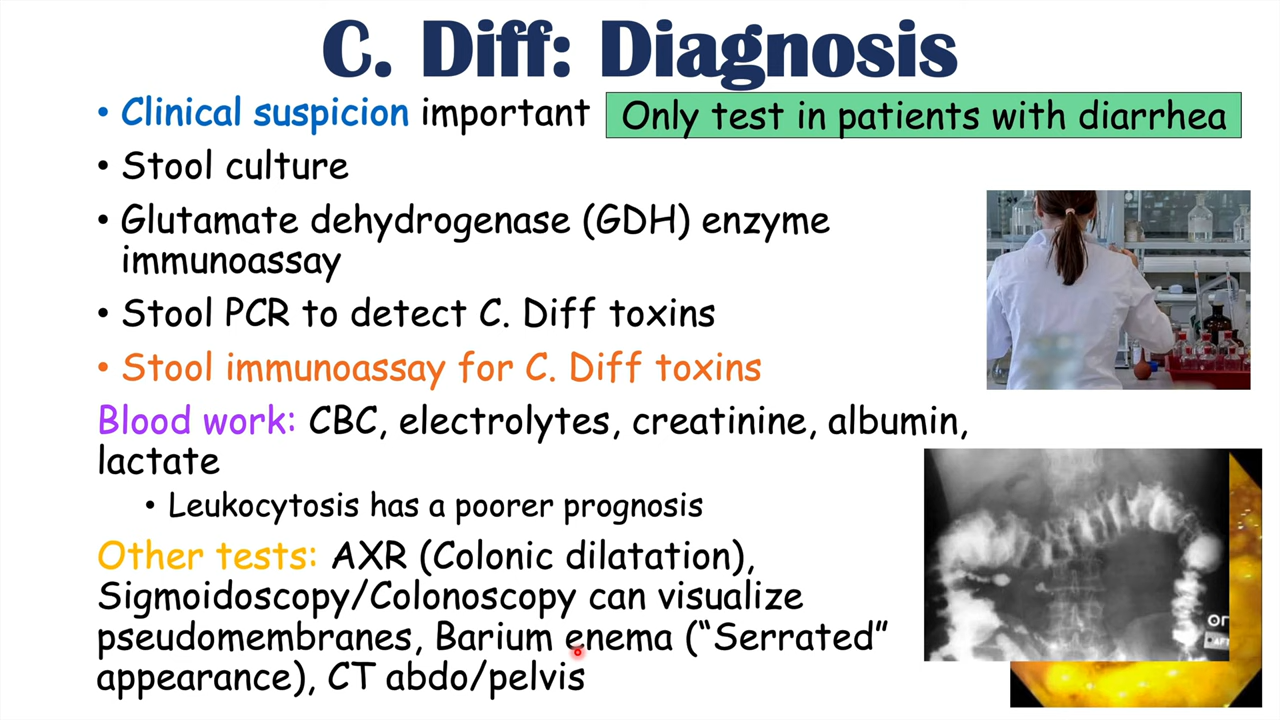 C. Diff: Diagnosis
• Clinical suspicion important
Only test in patients with diarrhea
• Stool culture
• Glutamate dehydrogenase (GDH) enzyme
immunoassay
• Stool PCR to detect C. Diff toxins
• Stool immunoassay for C. Diff toxins
Blood work: CBC, electrolytes, creatinine, albumin,
lactate
• Leukocytosis has a poorer prognosis
Other tests: AXR (Colonic dilatation),
Sigmoidoscopy/Colonoscopy can visualize
pseudomembranes, Barium enema (“Serrated”
appearance), CT abdo/pelvis